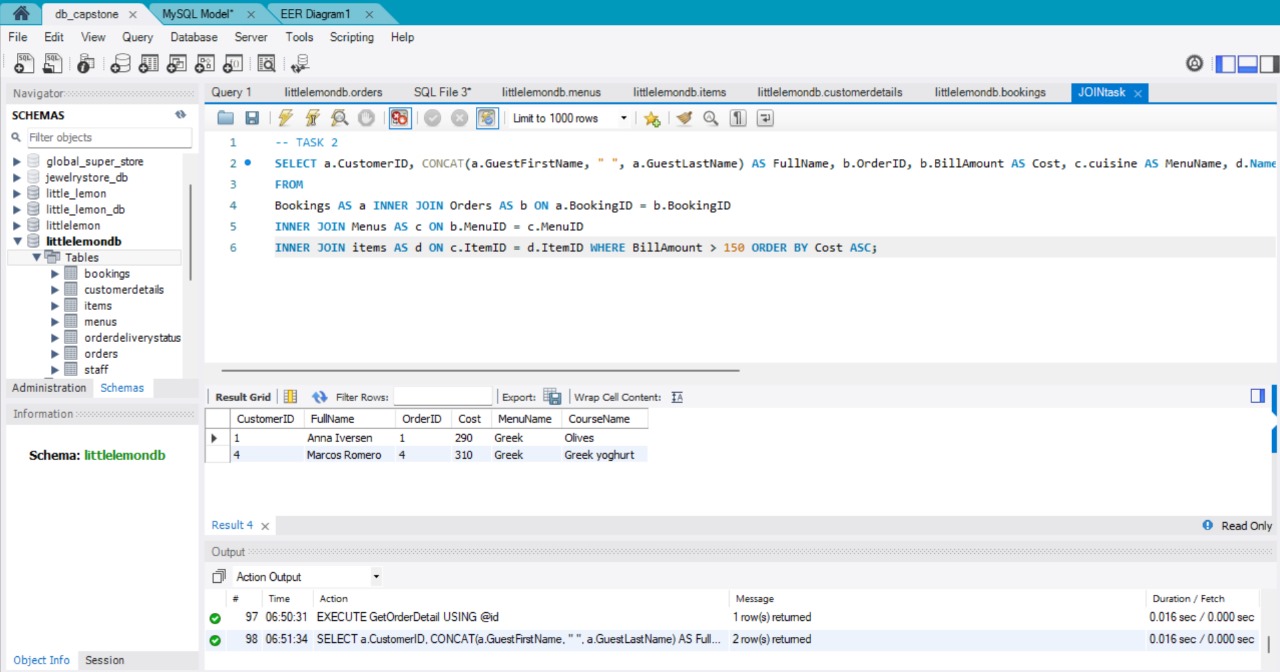 db_capstone
MySQL Model*
EER Diagram1
File Edit View Query Database Server Tools Scripting Help
Navigator
SCHEMAS
Filter objects
global_super_store
jewelrystore_db
little_lemon
little_lemon_db
littlelemon
littlelemondb
Tables
bookings
customerdetails
items
menus
orderdeliverystatus
orders
staff
Administration Schemas
Information
Schema: littlelemondb
Object Info Session
Query 1 littlelemondb.orders SQL File 3* littlelemondb.menus littlelemondb.items littlelemondb.customerdetails littlelemondb.bookings JOINtask
Limit to 1000 rows
1 -- TASK 2
2 SELECT a.CustomerID, CONCAT(a.GuestFirstName, " ", a.GuestLastName) AS FullName, b.OrderID, b.BillAmount AS Cost, c.cuisine AS MenuName, d.Name
3 FROM
4 Bookings AS a INNER JOIN Orders AS b ON a.BookingID = b.BookingID
5 INNER JOIN Menus AS c ON b.MenuID = c.MenuID
6 INNER JOIN items AS d ON c.ItemID = d.ItemID WHERE BillAmount > 150 ORDER BY Cost ASC;
Result Grid Filter Rows: Export: Wrap Cell Content:
CustomerID FullName OrderID Cost MenuName CourseName
1 Anna Iversen 1 290 Greek Olives
4 Marcos Romero 4 310 Greek Greek yoghurt
Result 4
Read Only
Output
Action Output
# Time Action Message Duration / Fetch
97 06:50:31 EXECUTE GetOrderDetail USING @id 1 row(s) returned 0.016 sec / 0.000 sec
98 06:51:34 SELECT a.CustomerID, CONCAT(a.GuestFirstName, " ", a.GuestLastName) AS Full... 2 row(s) returned 0.016 sec / 0.000 sec